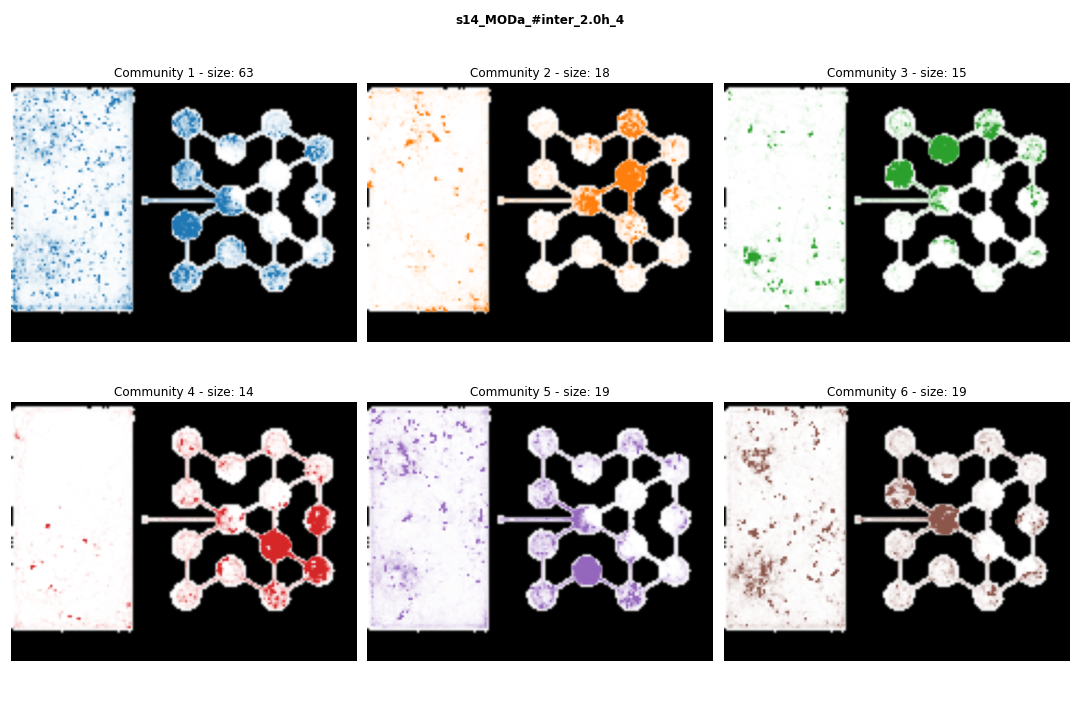 s14_MODa_#inter_2.0h_4
Community 1 - size: 63
Community 2 - size: 18
Community 3 - size: 15
Community 4 - size: 14
Community 5 - size: 19
Community 6 - size: 19